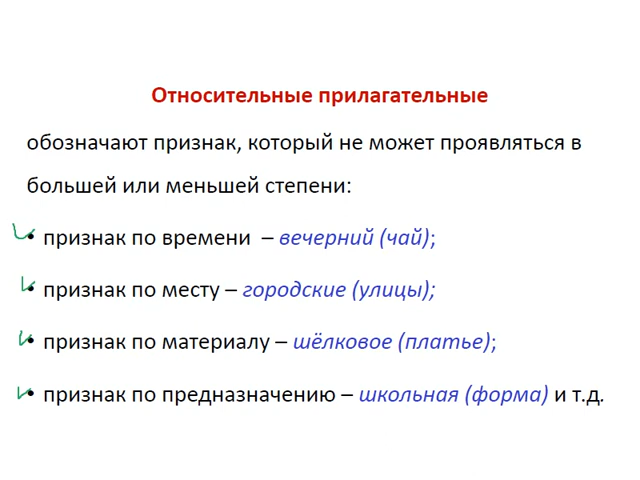 Относительные прилагательные
обозначают признак, который не может проявляться в
большей или меньшей степени:
• признак по времени – вечерний (чай);
• признак по месту – городские (улицы);
• признак по материалу – шёлковое (платье);
• признак по предназначению – школьная (форма) и т.д.